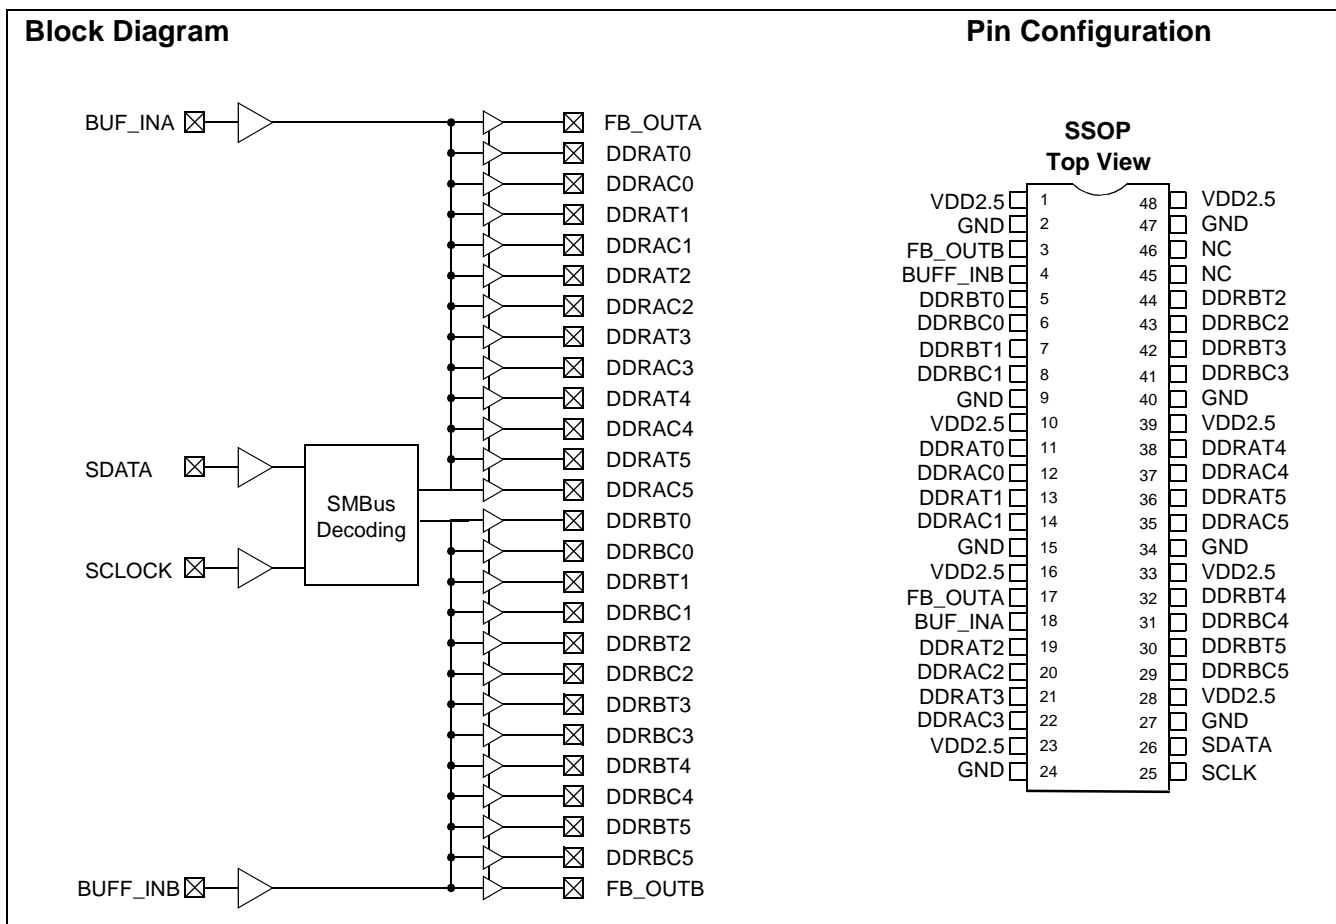 Block Diagram
BUF_INA
SDATA
SCLOCK
BUFF_INB
SMBus
Decoding
FB_OUTA
DDRAT0
DDRAC0
DDRAT1
DDRAC1
DDRAT2
DDRAC2
DDRAT3
DDRAC3
DDRAT4
DDRAC4
DDRAT5
DDRAC5
DDRBT0
DDRBC0
DDRBT1
DDRBC1
DDRBT2
DDRBC2
DDRBT3
DDRBC3
DDRBT4
DDRBC4
DDRBT5
DDRBC5
FB_OUTB
Pin Configuration
SSOP
Top View
VDD2.5 1 48 VDD2.5
GND 2 47 GND
FB_OUTB 3 46 NC
BUFF_INB 4 45 NC
DDRBT0 5 44 DDRBT2
DDRBC0 6 43 DDRBC2
DDRBT1 7 42 DDRBT3
DDRBC1 8 41 DDRBC3
GND 9 40 GND
VDD2.5 10 39 VDD2.5
DDRAT0 11 38 DDRAT4
DDRAC0 12 37 DDRAC4
DDRAT1 13 36 DDRAT5
DDRAC1 14 35 DDRAC5
GND 15 34 GND
VDD2.5 16 33 VDD2.5
FB_OUTA 17 32 DDRBT4
BUF_INA 18 31 DDRBC4
DDRAT2 19 30 DDRBT5
DDRAC2 20 29 DDRBC5
DDRAT3 21 28 VDD2.5
DDRAC3 22 27 GND
VDD2.5 23 26 SDATA
GND 24 25 SCLK